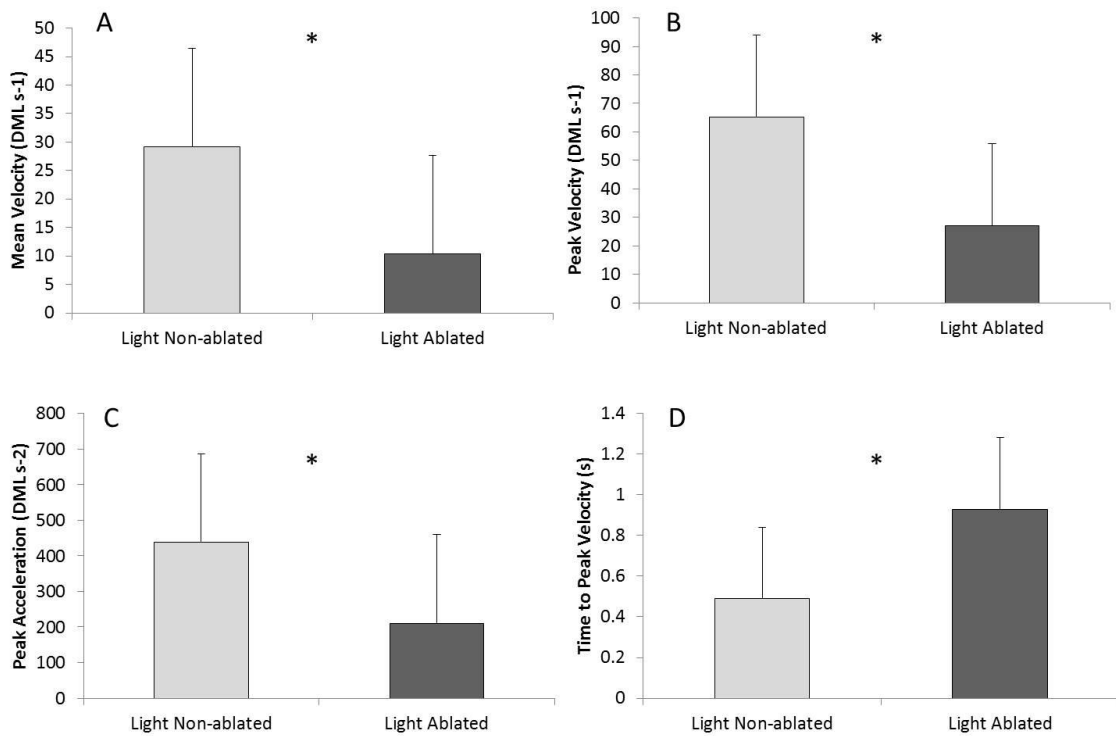 A
*
Mean Velocity (DML s-1)
50
45
40
35
30
25
20
15
10
5
0
Light Non-ablated
Light Ablated
B
*
Peak Velocity (DML s-1)
100
90
80
70
60
50
40
30
20
10
0
Light Non-ablated
Light Ablated
C
*
Peak Acceleration (DML s-2)
800
700
600
500
400
300
200
100
0
Light Non-ablated
Light Ablated
D
*
Time to Peak Velocity (s)
1.4
1.2
1
0.8
0.6
0.4
0.2
0
Light Non-ablated
Light Ablated